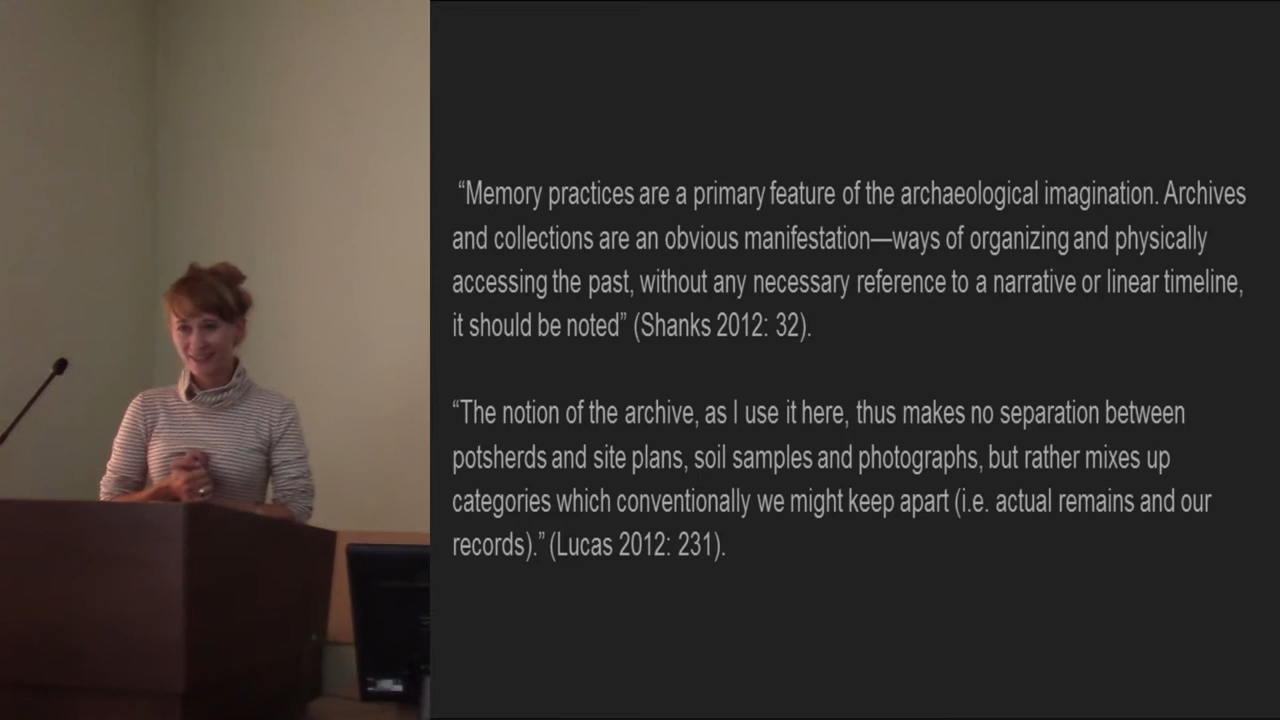 “Memory practices are a primary feature of the archaeological imagination. Archives
and collections are an obvious manifestation—ways of organizing and physically
accessing the past, without any necessary reference to a narrative or linear timeline,
it should be noted” (Shanks 2012: 32).
“The notion of the archive, as I use it here, thus makes no separation between
potsherds and site plans, soil samples and photographs, but rather mixes up
categories which conventionally we might keep apart (i.e. actual remains and our
records).” (Lucas 2012: 231).